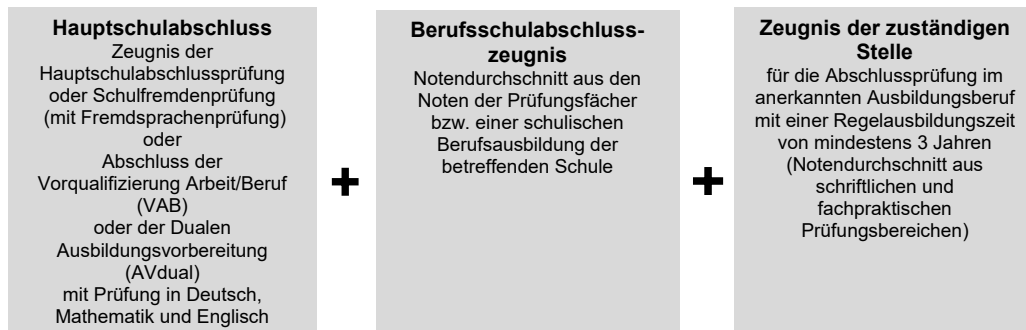 Hauptschulabschluss
Zeugnis der
Hauptschulabschlussprüfung
oder Schulfremdenprüfung
(mit Fremdsprachenprüfung)
oder
Abschluss der
Vorqualifizierung Arbeit/Beruf
(VAB)
oder der Dualen
Ausbildungsvorbereitung
(AVdual)
mit Prüfung in Deutsch,
Mathematik und Englisch
+
Berufsschulabschluss-
zeugnis
Notendurchschnitt aus den
Noten der Prüfungsfächer
bzw. einer schulischen
Berufsausbildung der
betreffenden Schule
+
Zeugnis der zuständigen
Stelle
für die Abschlussprüfung im
anerkannten Ausbildungsberuf
mit einer Regelausbildungszeit
von mindestens 3 Jahren
(Notendurchschnitt aus
schriftlichen und
fachpraktischen
Prüfungsbereichen)